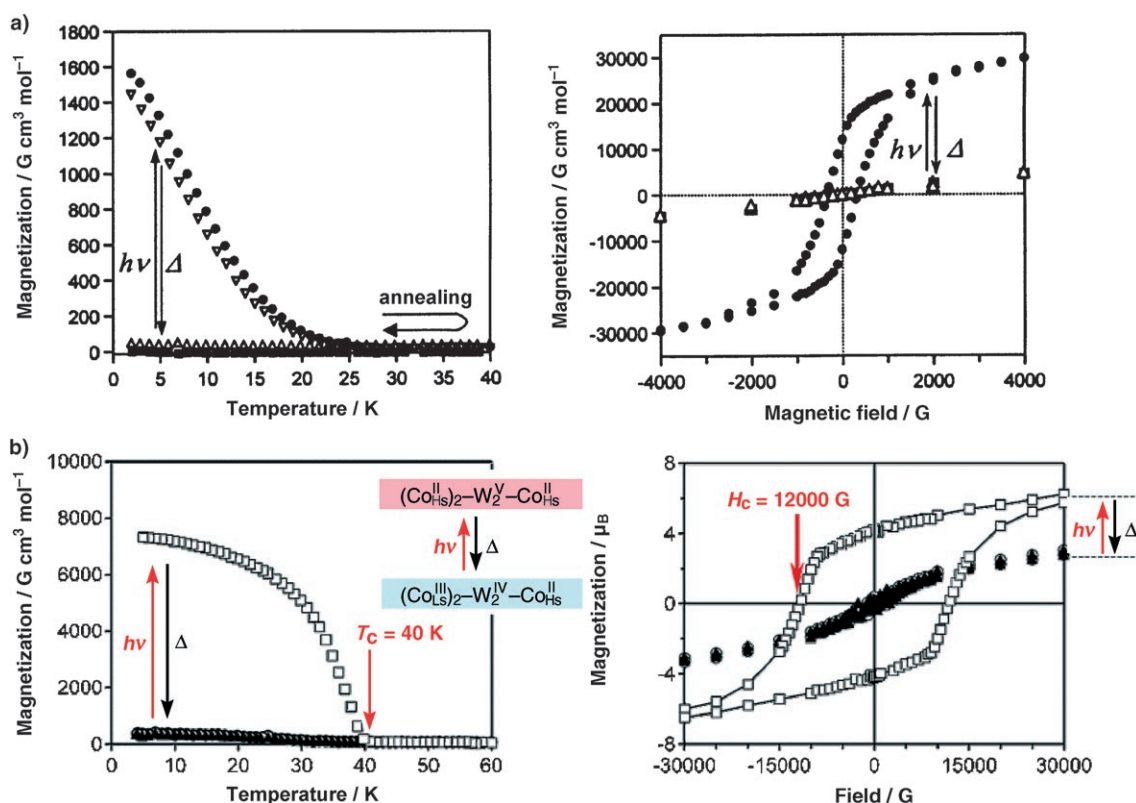 a)
Magnetization / G cm³ mol⁻¹
1800
1600
1400
1200
1000
800
600
400
200
0
hν
Δ
annealing
0
5
10
15
20
25
30
35
40
Temperature / K
Magnetization / G cm³ mol⁻¹
30000
20000
10000
0
-10000
-20000
-30000
hν
Δ
-4000
-2000
0
2000
4000
Magnetic field / G
b)
Magnetization / G cm³ mol⁻¹
10000
8000
6000
4000
2000
0
hν
Δ
(Co^II_Hs)₂–W₂^V–Co^II_Hs
hν
Δ
(Co^III_Ls)₂–W₂^IV–Co^II_Hs
T_C = 40 K
0
10
20
30
40
50
60
Temperature / K
Magnetization / μ_B
8
4
0
-4
-8
H_c = 12000 G
hν
Δ
-30000
-15000
0
15000
30000
Field / G